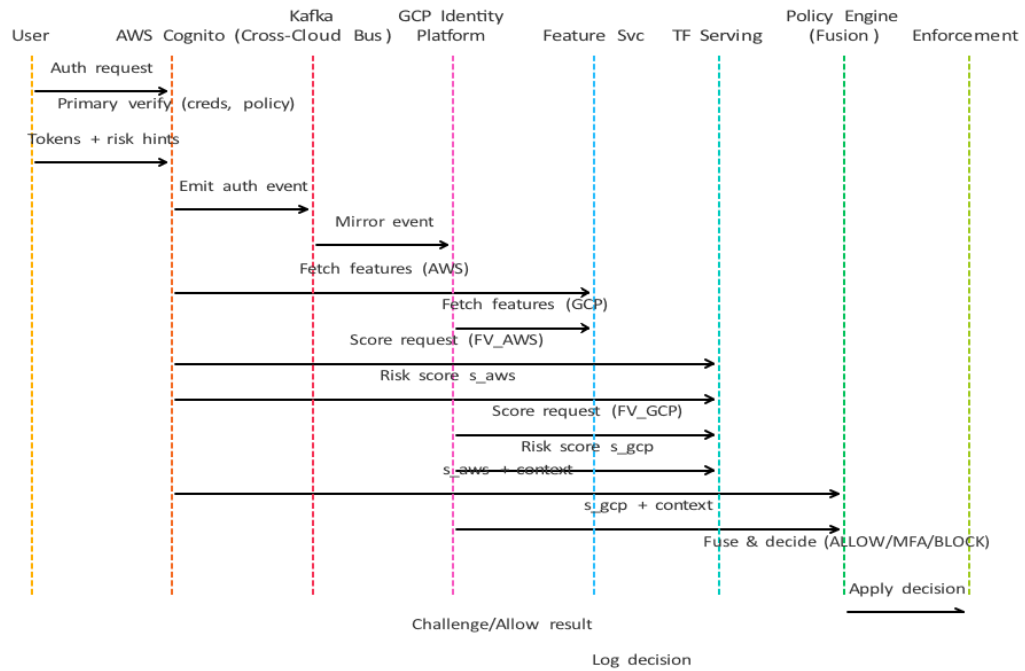 Kafka
GCP Identity
Policy Engine
User
AWS Cognito (Cross-Cloud Bus)
Platform
Feature Svc
TF Serving
(Fusion)
Enforcement
Auth request
Primary verify (creds, policy)
Tokens + risk hints
Emit auth event
Mirror event
Fetch features (AWS)
Fetch features (GCP)
Score request (FV_AWS)
Risk score s_aws
Score request (FV_GCP)
Risk score s_gcp
s_aws + context
s_gcp + context
Fuse & decide (ALLOW/MFA/BLOCK)
Apply decision
Challenge/Allow result
Log decision